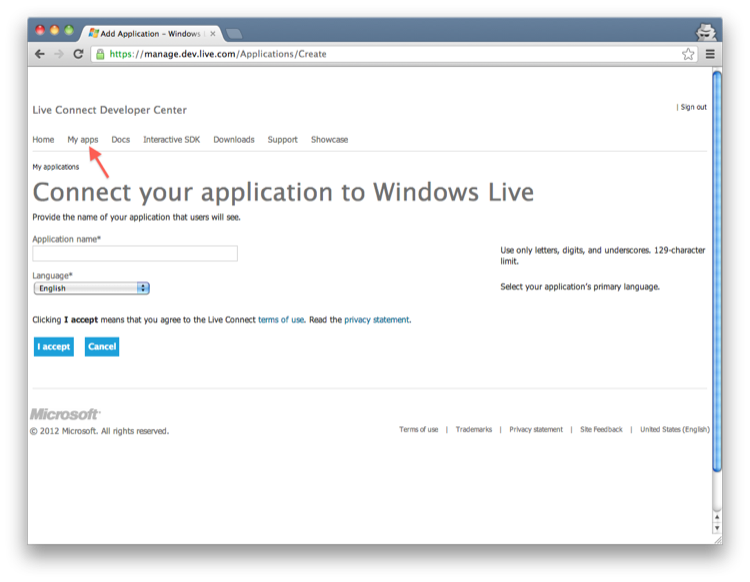 Add Application - Windows L
https://manage.dev.live.com/Applications/Create
Live Connect Developer Center
| Sign out
Home My apps Docs Interactive SDK Downloads Support Showcase
My applications
Connect your application to Windows Live
Provide the name of your application that users will see.
Application name*
Use only letters, digits, and underscores. 129-character
limit.
Language*
English
Select your application's primary language.
Clicking I accept means that you agree to the Live Connect terms of use. Read the privacy statement.
I accept Cancel
Microsoft
© 2012 Microsoft. All rights reserved.
Terms of use | Trademarks | Privacy statement | Site Feedback | United States (English)